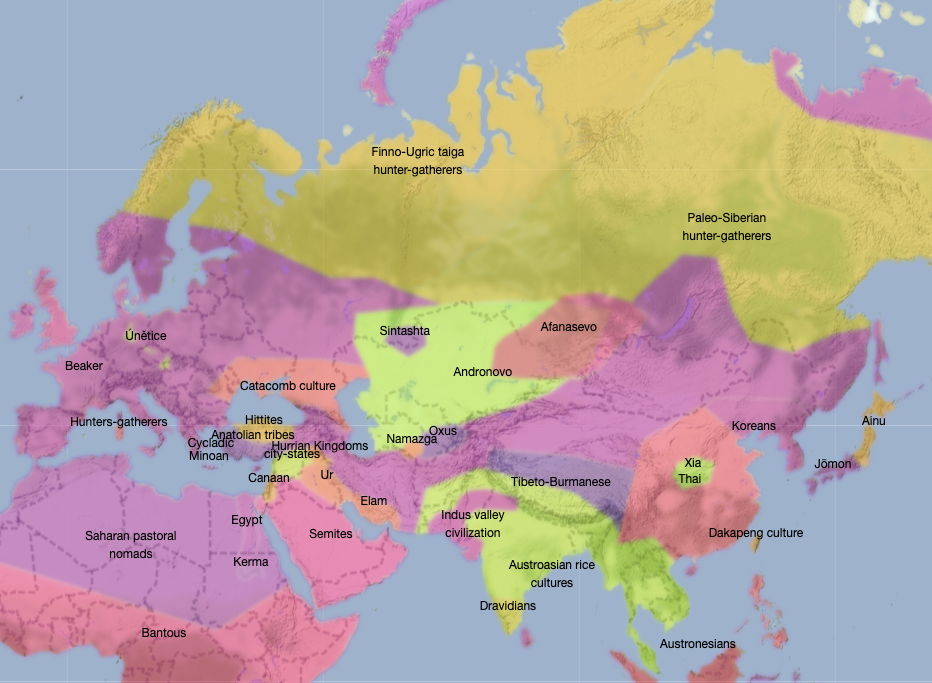 Finno-Ugric taiga
hunter-gatherers
Paleo-Siberian
hunter-gatherers
Únětice
Sintashta
Afanasevo
Beaker
Andronovo
Catacomb culture
Hunters-gatherers
Hittites
Anatolian tribes
Cycladic
Minoan
Hurrian Kingdoms
city-states
Namazga
Oxus
Koreans
Ainu
Jōmon
Xia
Thai
Canaan
Ur
Elam
Tibeto-Burmanese
Egypt
Semites
Indus valley
civilization
Dakapeng culture
Saharan pastoral
nomads
Kerma
Austroasian rice
cultures
Dravidians
Bantous
Austronesians